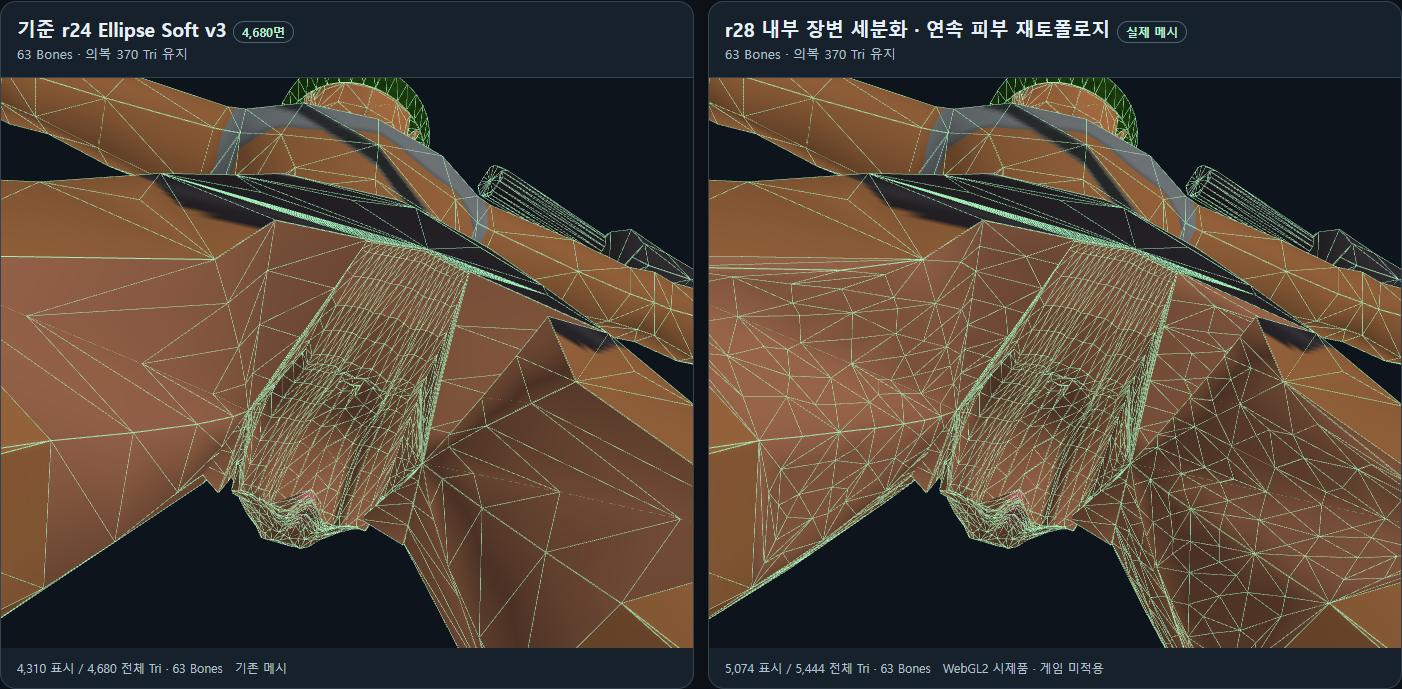 기준 r24 Ellipse Soft v3 4,680면
63 Bones · 의복 370 Tri 유지
4,310 표시 / 4,680 전체 Tri · 63 Bones 기존 메시
r28 내부 장변 세분화 · 연속 피부 재토폴로지 실제 메시
63 Bones · 의복 370 Tri 유지
5,074 표시 / 5,444 전체 Tri · 63 Bones WebGL2 시제품 · 게임 미적용